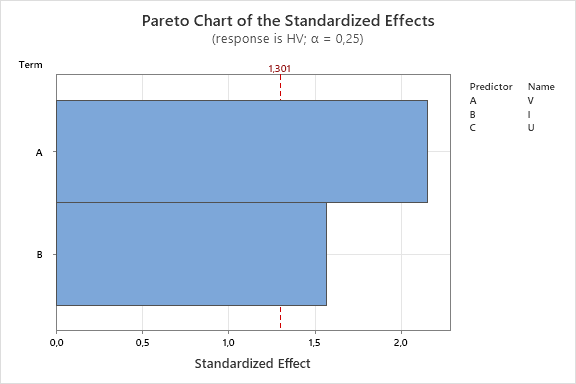 Pareto Chart of the Standardized Effects
(response is HV; α = 0,25)
Term
1,301
Predictor Name
A V
B I
C U
A
B
0,0 0,5 1,0 1,5 2,0
Standardized Effect